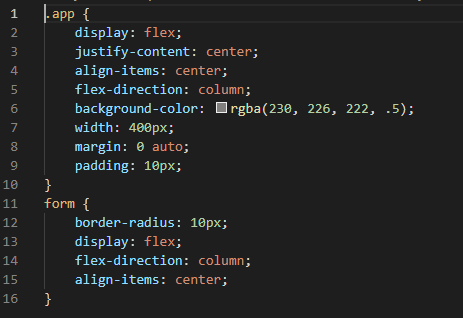 1 .app {
2     display: flex;
3     justify-content: center;
4     align-items: center;
5     flex-direction: column;
6     background-color: rgba(230, 226, 222, .5);
7     width: 400px;
8     margin: 0 auto;
9     padding: 10px;
10 }
11 form {
12     border-radius: 10px;
13     display: flex;
14     flex-direction: column;
15     align-items: center;
16 }